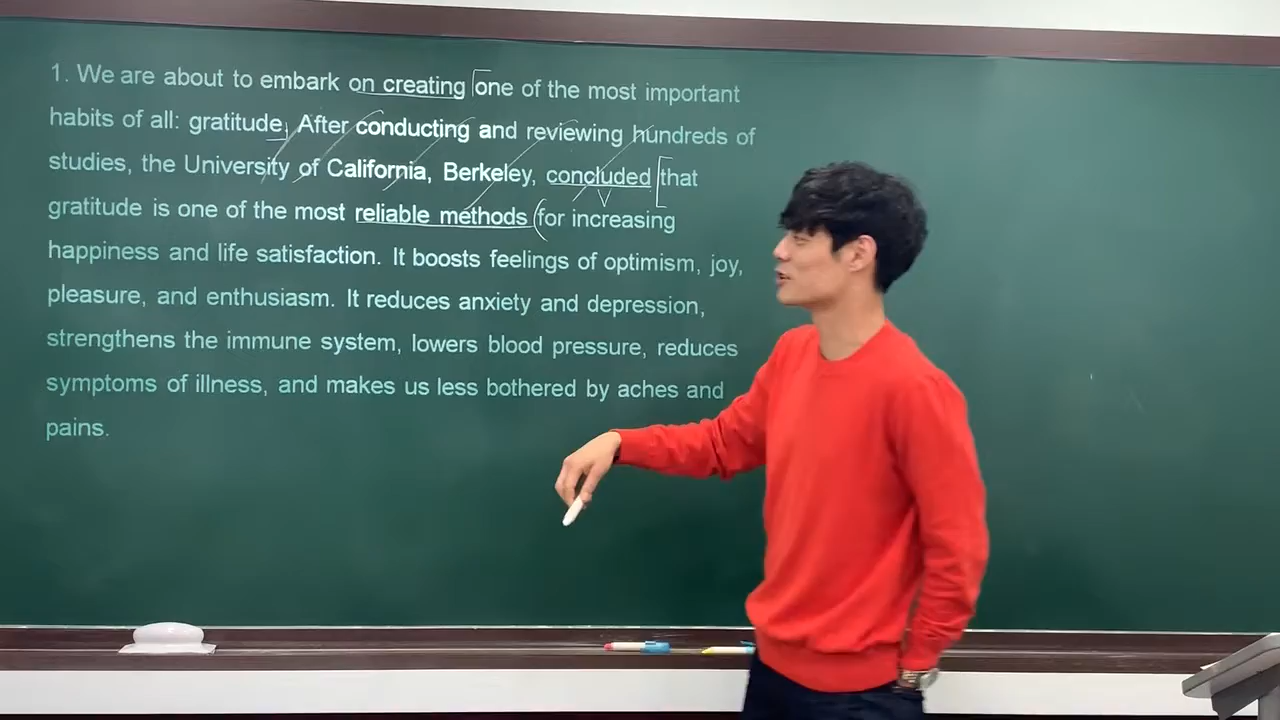 1. We are about to embark on creating one of the most important
habits of all: gratitude. After conducting and reviewing hundreds of
studies, the University of California, Berkeley, concluded that
gratitude is one of the most reliable methods for increasing
happiness and life satisfaction. It boosts feelings of optimism, joy,
pleasure, and enthusiasm. It reduces anxiety and depression,
strengthens the immune system, lowers blood pressure, reduces
symptoms of illness, and makes us less bothered by aches and
pains.